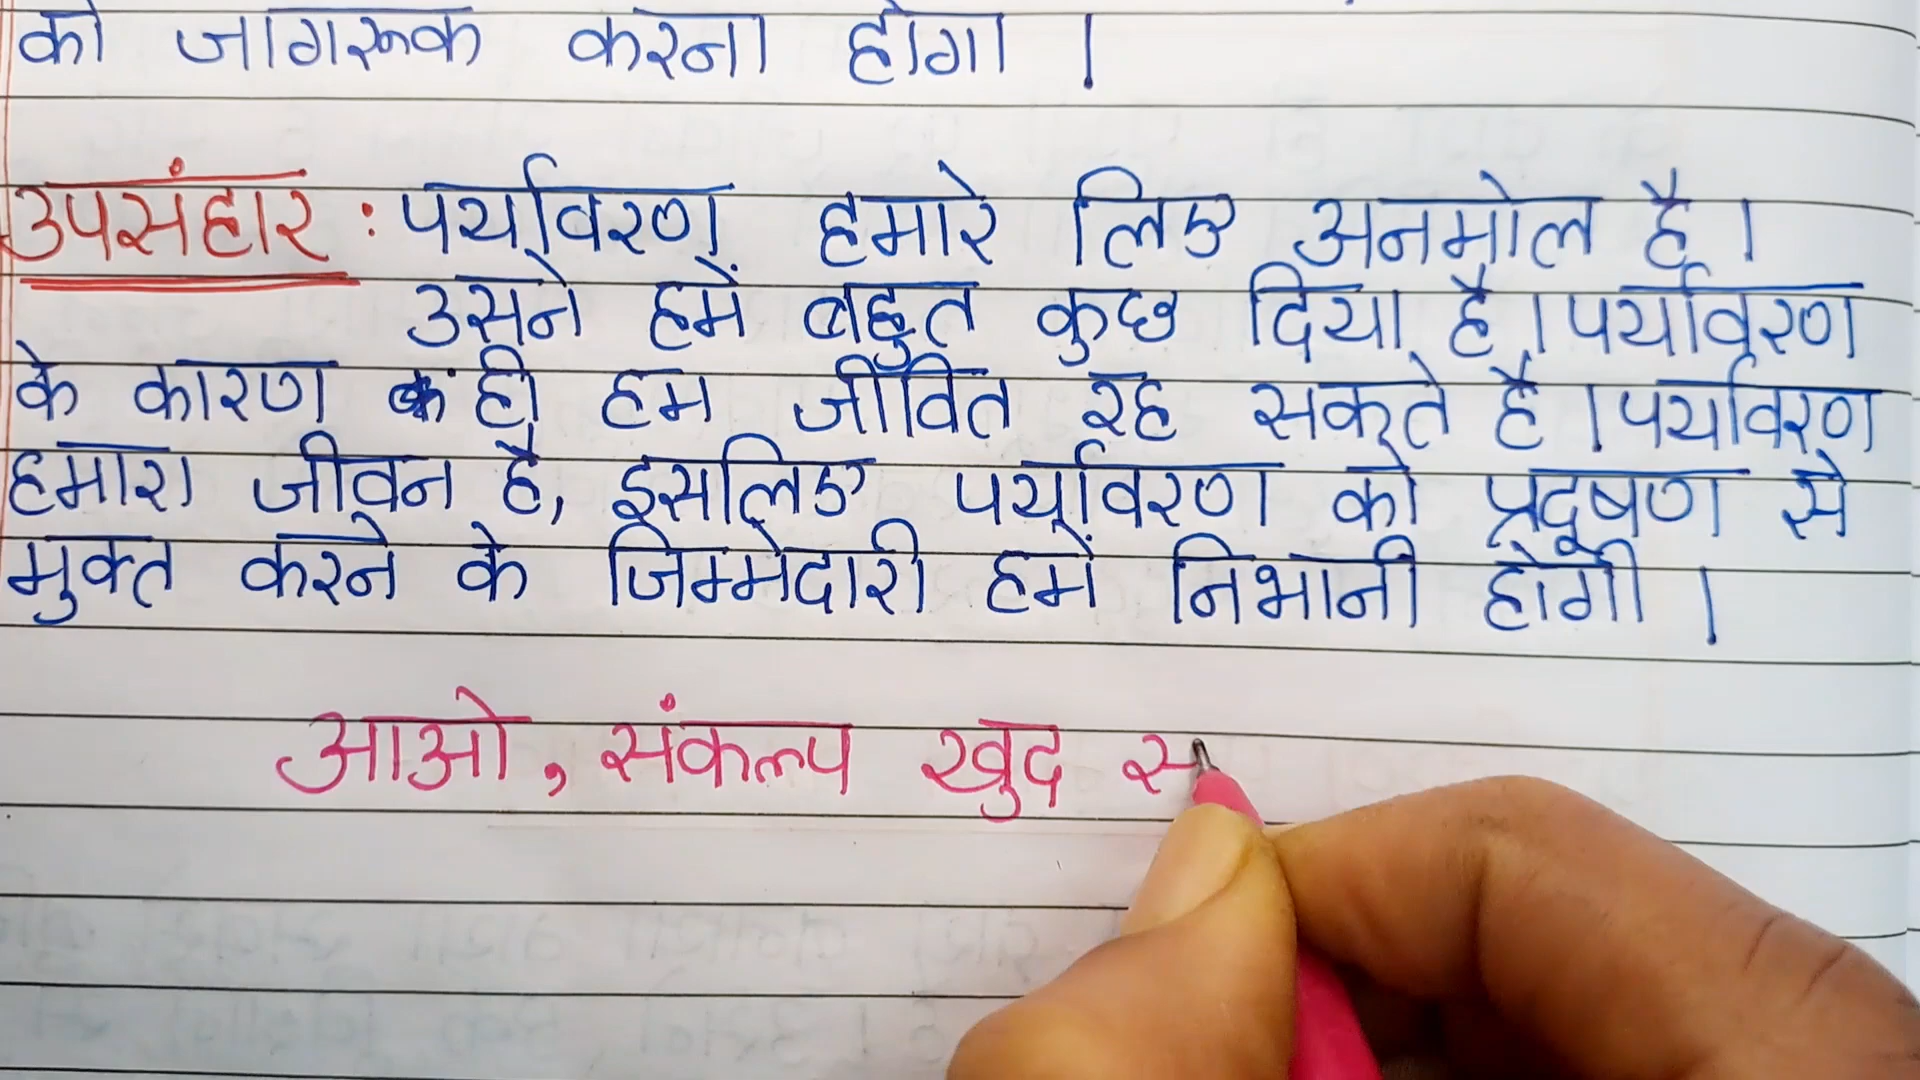 को जागरूक करना होगा ।
उपसंहार : पर्यावरण हमारे लिए अनमोल है ।
उसने हमें बहुत कुछ दिया है । पर्यावरण
के कारण ही हम जीवित रह सकते है । पर्यावरण
हमारा जीवन है, इसलिए पर्यावरण को प्रदूषण से
मुक्त करने के जिम्मेदारी हमें निभानी होगी ।
आओ, संकल्प खुद स